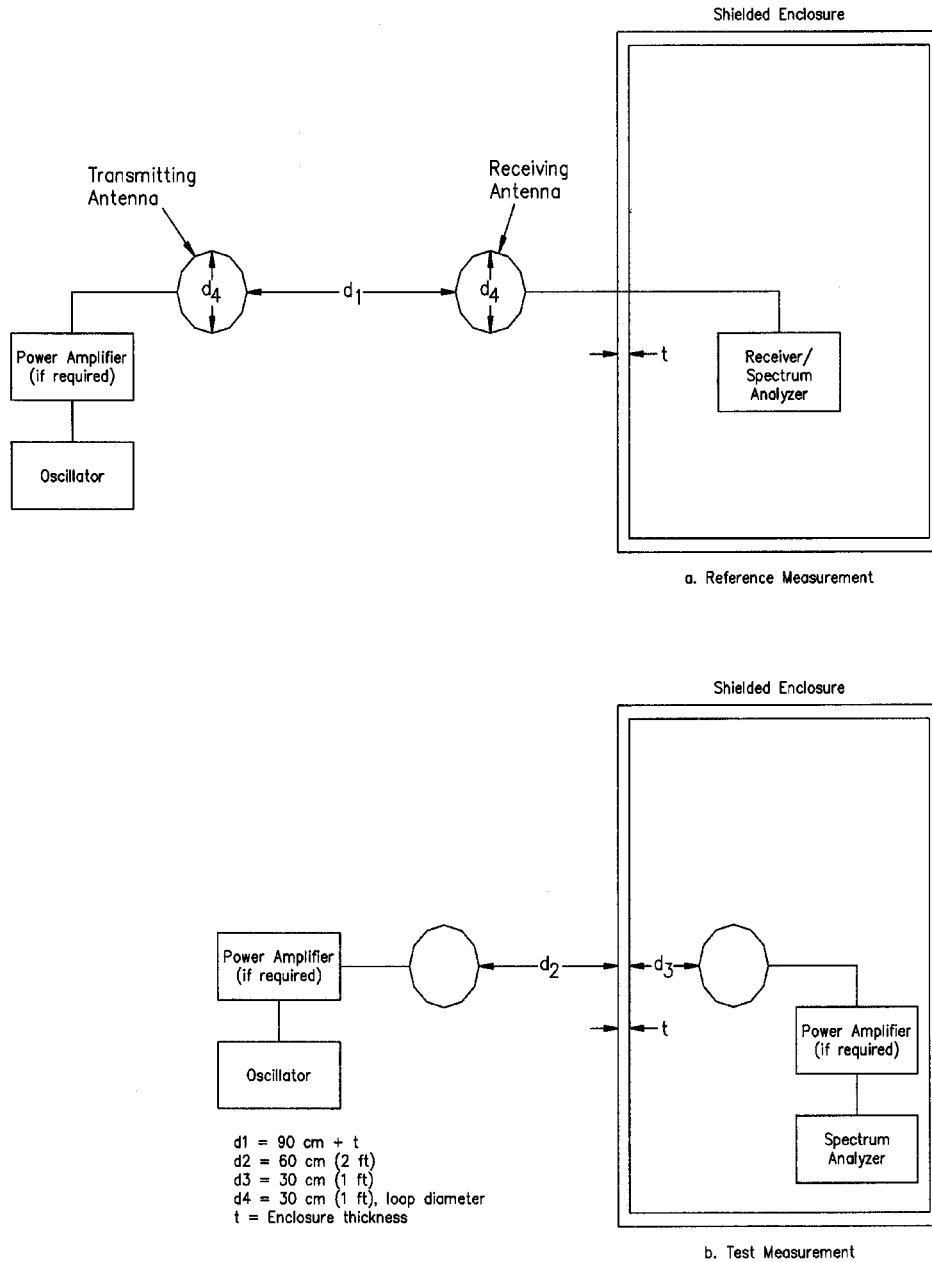 Shielded Enclosure
Transmitting
Antenna
Receiving
Antenna
d4
d1
d4
Power Amplifier
(if required)
t
Receiver/
Spectrum
Analyzer
Oscillator
a. Reference Measurement
Shielded Enclosure
Power Amplifier
(if required)
d2
d3
t
Power Amplifier
(if required)
Oscillator
Spectrum
Analyzer
d1 = 90 cm + t
d2 = 60 cm (2 ft)
d3 = 30 cm (1 ft)
d4 = 30 cm (1 ft), loop diameter
t = Enclosure thickness
b. Test Measurement